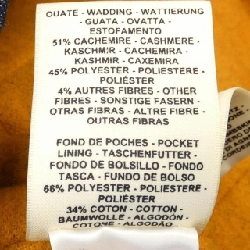 OUATE - WADDING - WATTIERUNG
- GUATA - OVATTA -
ESTOFAMENTO
51% CACHEMIRE - CASHMERE -
KASCHMIR - CACHEMIRA -
KASHMIR - CAXEMIRA
45% POLYESTER - POLIESTERE -
POLIÉSTER
4% AUTRES FIBRES - OTHER
FIBRES - SONSTIGE FASERN -
OTRAS FIBRAS - ALTRE FIBRE -
OUTRAS FIBRAS
FOND DE POCHES - POCKET
LINING - TASCHENFUTTER -
FONDO DE BOLSILLO - FONDO
TASCA - FUNDO DE BOLSO
66% POLYESTER - POLIESTERE -
POLIÉSTER
34% COTON - COTTON -
BAUMWOLLE - ALGODÓN -
COTONE - ALGODÃO